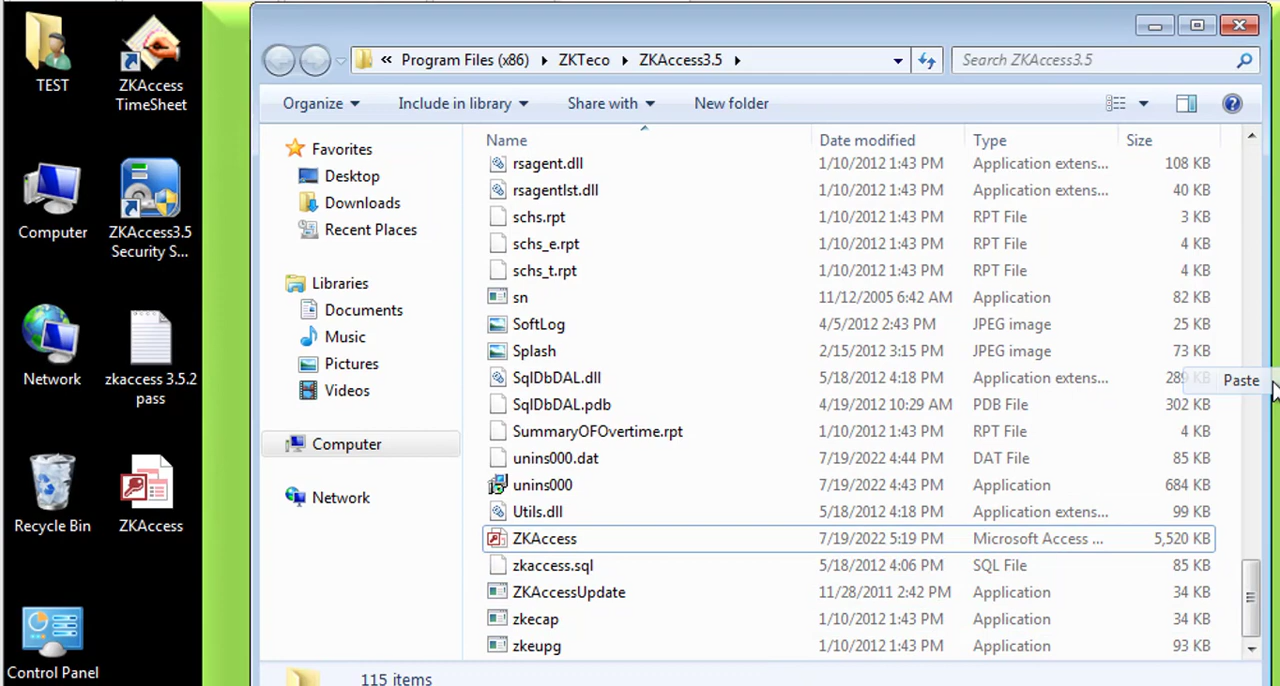 TEST
ZKAccess
TimeSheet
Computer
ZKAccess3.5
Security S...
Network
zkaccess 3.5.2
pass
Recycle Bin
ZKAccess
Control Panel
« Program Files (x86) ZKTeco ZKAccess3.5
Search ZKAccess3.5
Organize Include in library Share with New folder
Favorites
Desktop
Downloads
Recent Places
Libraries
Documents
Music
Pictures
Videos
Computer
Network
Name Date modified Type Size
rsagent.dll 1/10/2012 1:43 PM Application extens... 108 KB
rsagentlst.dll 1/10/2012 1:43 PM Application extens... 40 KB
schs.rpt 1/10/2012 1:43 PM RPT File 3 KB
schs_e.rpt 1/10/2012 1:43 PM RPT File 4 KB
schs_t.rpt 1/10/2012 1:43 PM RPT File 4 KB
sn 11/12/2005 6:42 AM Application 82 KB
SoftLog 4/5/2012 2:43 PM JPEG image 25 KB
Splash 2/15/2012 3:15 PM JPEG image 73 KB
SqlDbDAL.dll 5/18/2012 4:18 PM Application extens... 289 KB
Paste
SqlDbDAL.pdb 4/19/2012 10:29 AM PDB File 302 KB
SummaryOFOvertime.rpt 1/10/2012 1:43 PM RPT File 4 KB
unins000.dat 7/19/2022 4:44 PM DAT File 85 KB
unins000 7/19/2022 4:43 PM Application 684 KB
Utils.dll 5/18/2012 4:18 PM Application extens... 99 KB
ZKAccess 7/19/2022 5:19 PM Microsoft Access ... 5,520 KB
zkaccess.sql 5/18/2012 4:06 PM SQL File 85 KB
ZKAccessUpdate 11/28/2011 2:42 PM Application 34 KB
zkecap 1/10/2012 1:43 PM Application 34 KB
zkeupg 1/10/2012 1:43 PM Application 93 KB
115 items